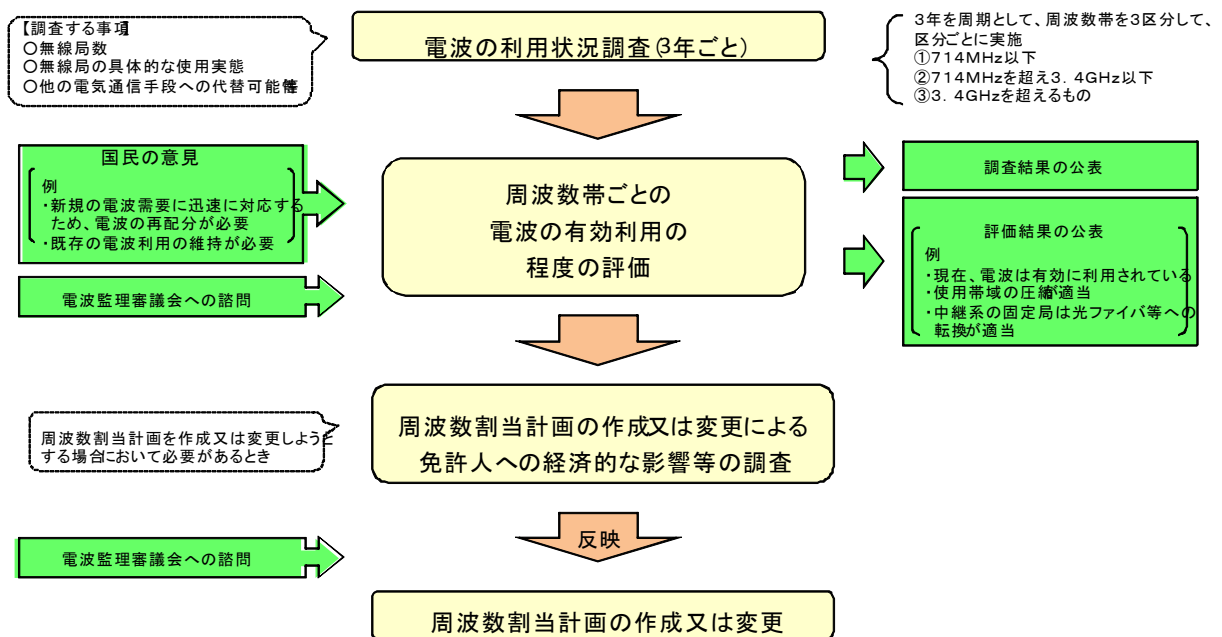 【調査する事項】
○無線局数
○無線局の具体的な使用実態
○他の電気通信手段への代替可能性等
電波の利用状況調査(3年ごと)
3年を周期として、周波数帯を3区分して、
区分ごとに実施
①714MHz以下
②714MHzを超え3.4GHz以下
③3.4GHzを超えるもの
国民の意見
例
・新規の電波需要に迅速に対応する
ため、電波の再配分が必要
・既存の電波利用の維持が必要
電波監理審議会への諮問
周波数帯ごとの
電波の有効利用の
程度の評価
調査結果の公表
評価結果の公表
例
・現在、電波は有効に利用されている
・使用帯域の圧縮が適当
・中継系の固定局は光ファイバ等への
転換が適当
周波数割当計画を作成又は変更しようと
する場合において必要があるとき
周波数割当計画の作成又は変更による
免許人への経済的な影響等の調査
反映
電波監理審議会への諮問
周波数割当計画の作成又は変更